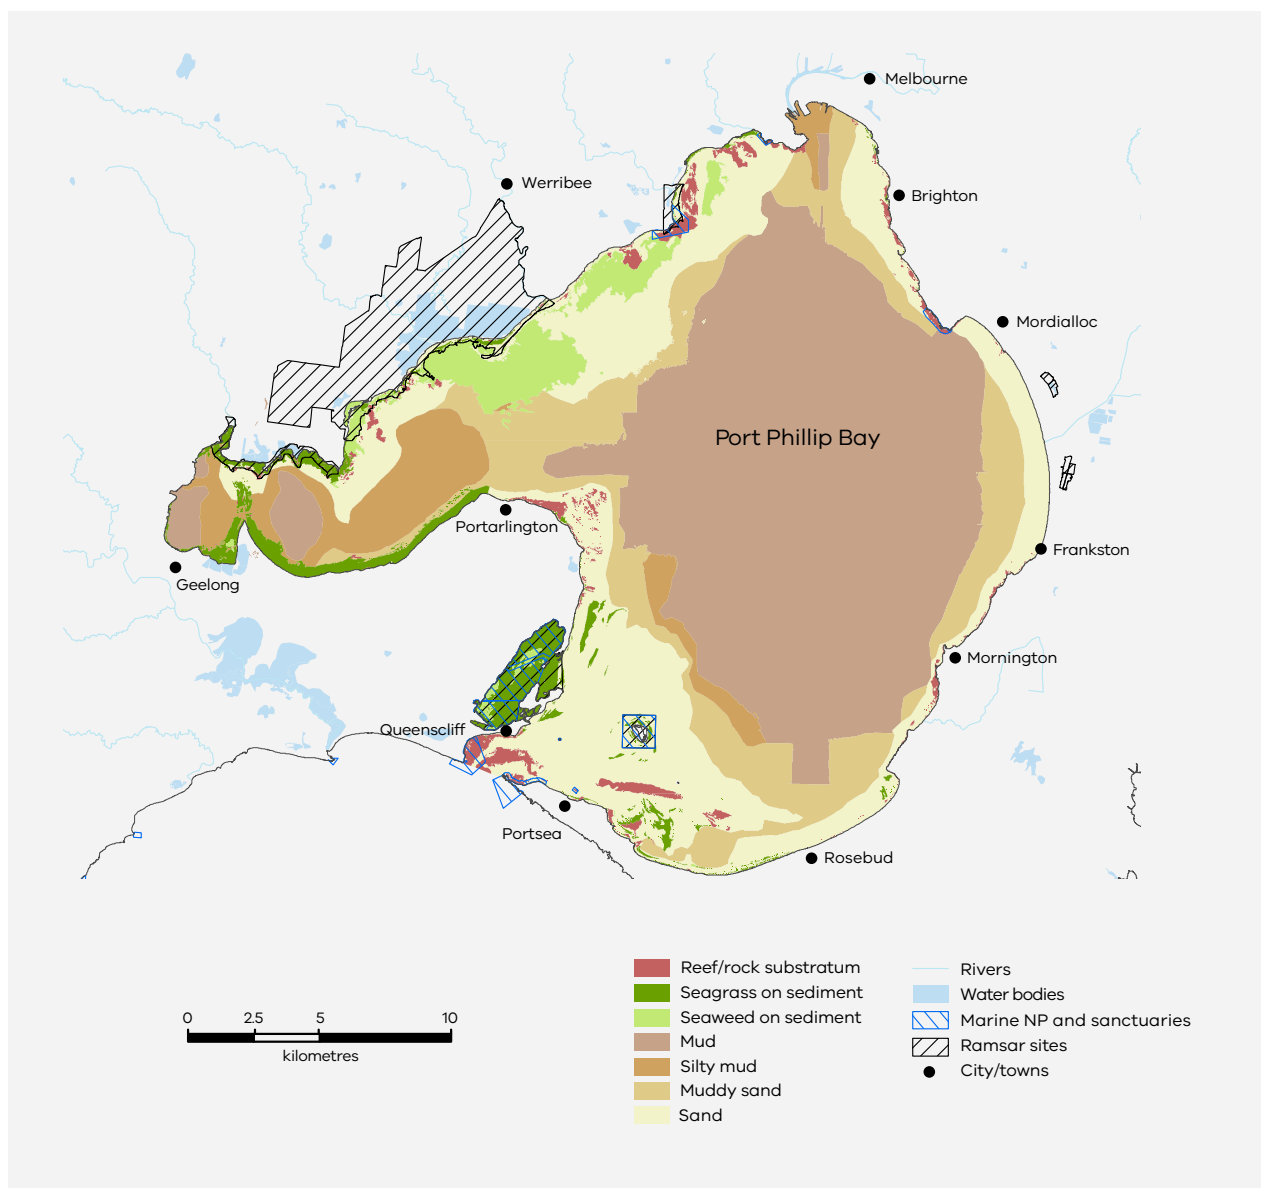 Melbourne
Werribee
Brighton
Mordialloc
Port Phillip Bay
Portarlington
Frankston
Geelong
Mornington
Queenscliff
Portsea
Rosebud
0 2.5 5 10
kilometres
Reef/rock substratum
Seagrass on sediment
Seaweed on sediment
Mud
Silty mud
Muddy sand
Sand
Rivers
Water bodies
Marine NP and sanctuaries
Ramsar sites
City/towns